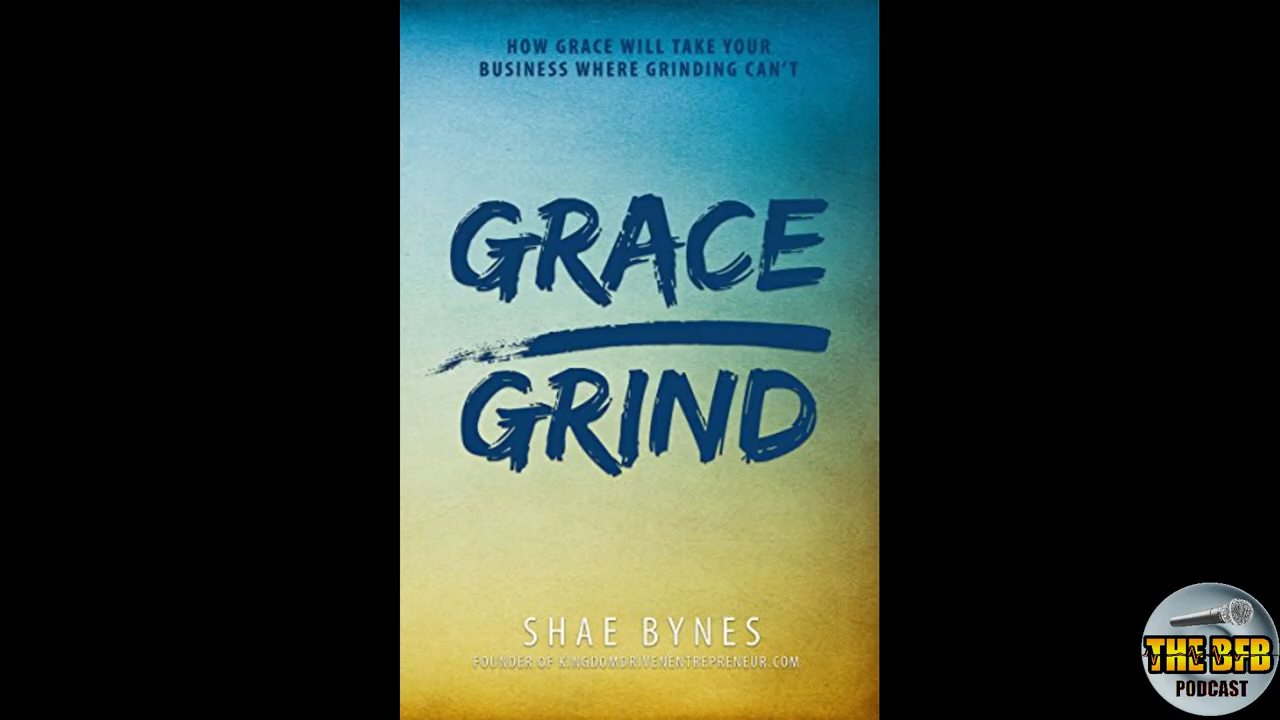 HOW GRACE WILL TAKE YOUR
BUSINESS WHERE GRINDING CAN'T
GRACE
GRIND
SHAE BYNES
FOUNDER OF KINGDOMDRIVENENTREPRENEUR.COM
THE BFB
PODCAST